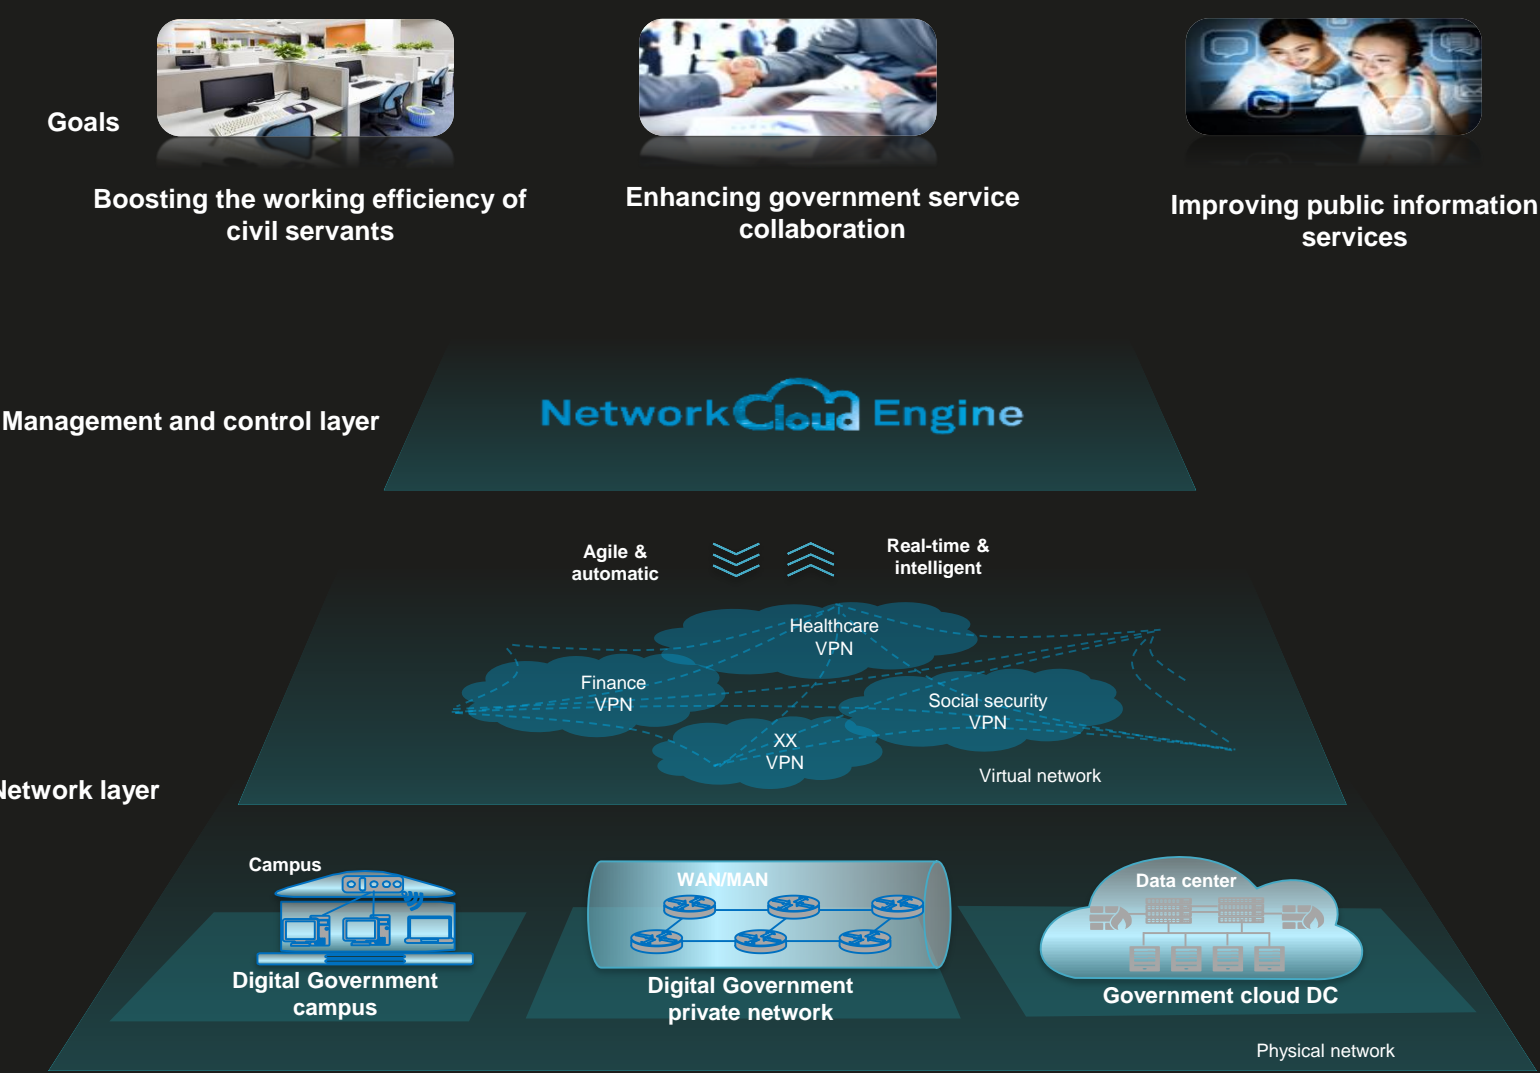 Goals
Boosting the working efficiency of
civil servants
Enhancing government service
collaboration
Improving public information
services
Management and control layer
Network Cloud Engine
Agile &
automatic
Real-time &
intelligent
Healthcare
VPN
Finance
VPN
Social security
VPN
XX
VPN
Virtual network
Network layer
Campus
WAN/MAN
Data center
Digital Government
campus
Digital Government
private network
Government cloud DC
Physical network